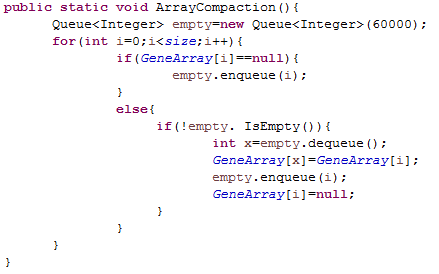 public static void ArrayCompaction(){
Queue<Integer> empty=new Queue<Integer>(60000);
for(int i=0;i<size;i++){
if(GeneArray[i]==null){
empty.enqueue(i);
}
else{
if(!empty. IsEmpty()){
int x=empty.dequeue();
GeneArray[x]=GeneArray[i];
empty.enqueue(i);
GeneArray[i]=null;
}
}
}
}